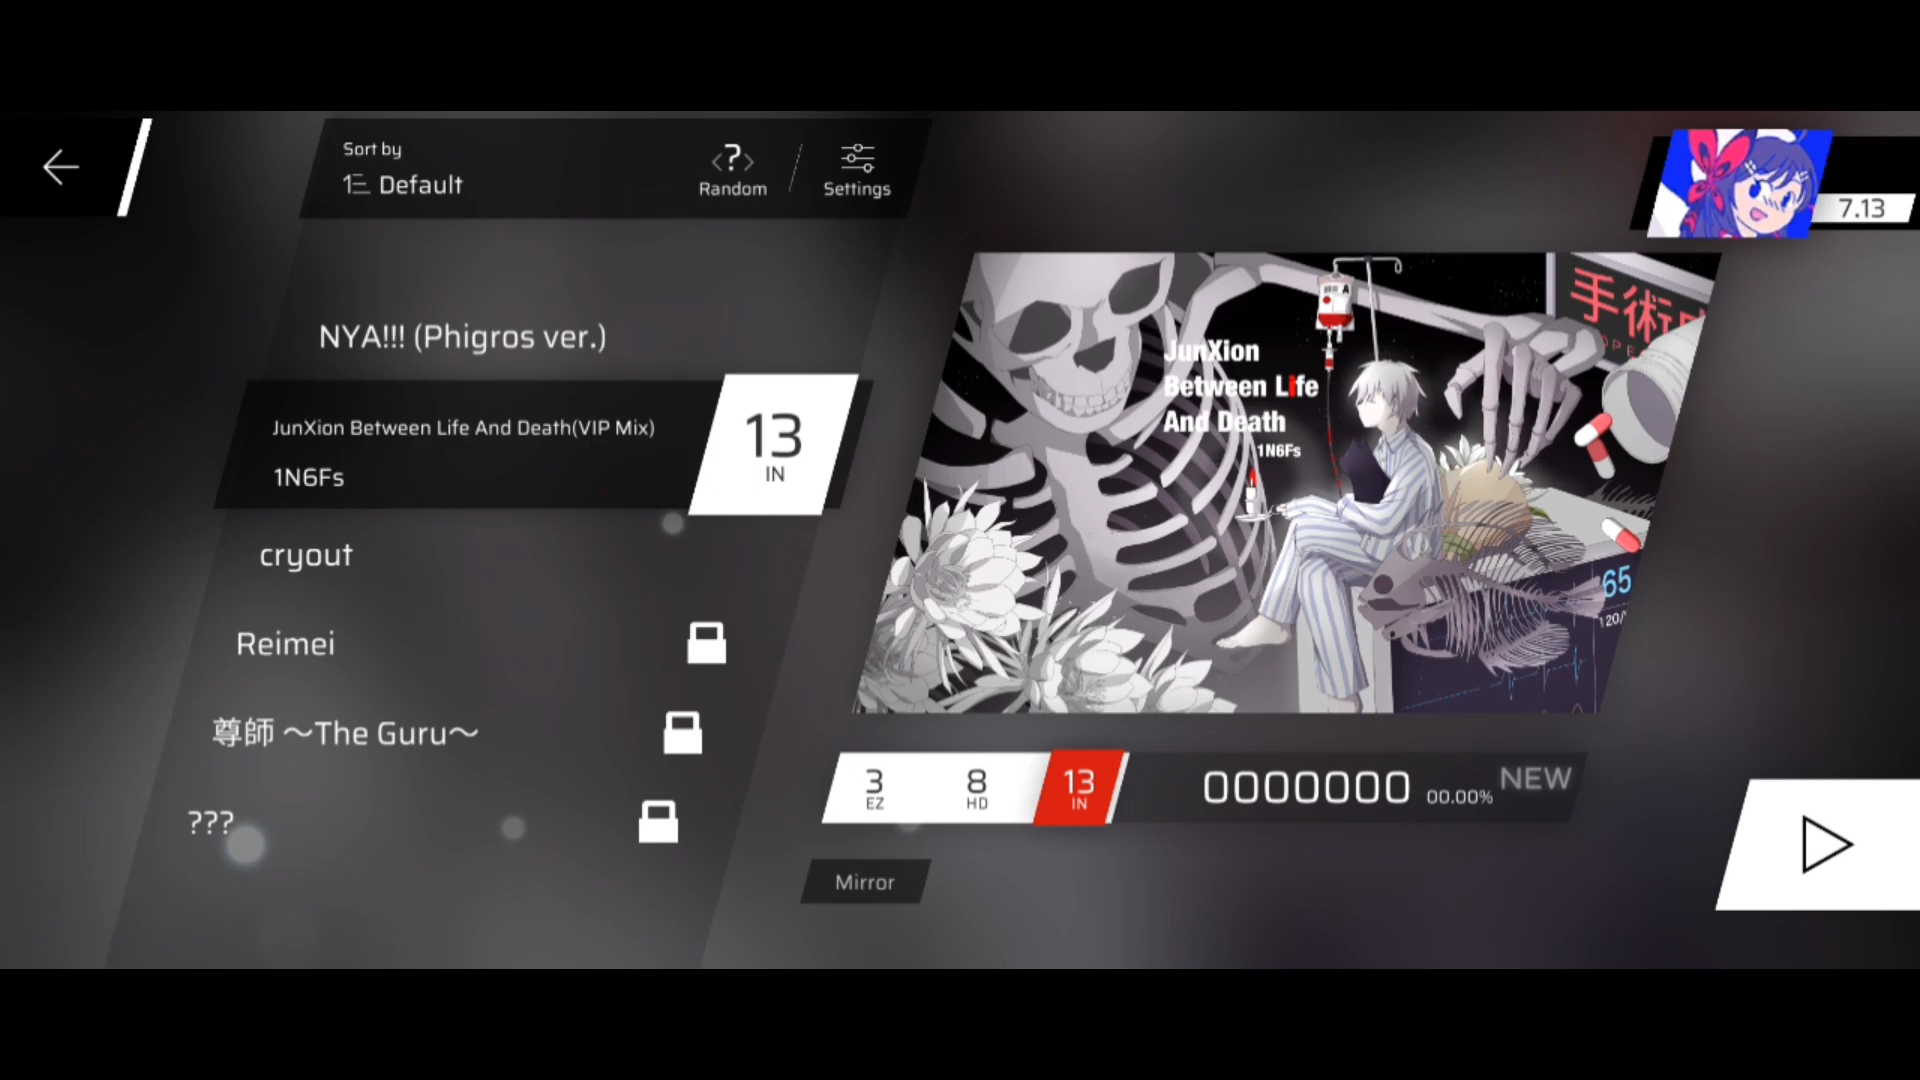 Sort by
Default
Random
Settings
7.13
NYA!!! (Phigros ver.)
JunXion Between Life And Death(VIP Mix)
1N6Fs
13
IN
cryout
Reimei
尊師 ～The Guru～
???
JunXion
Between Life
And Death
1N6Fs
A
手術
OPE
65
120/
3
EZ
8
HD
13
IN
0000000
00.00%
NEW
Mirror